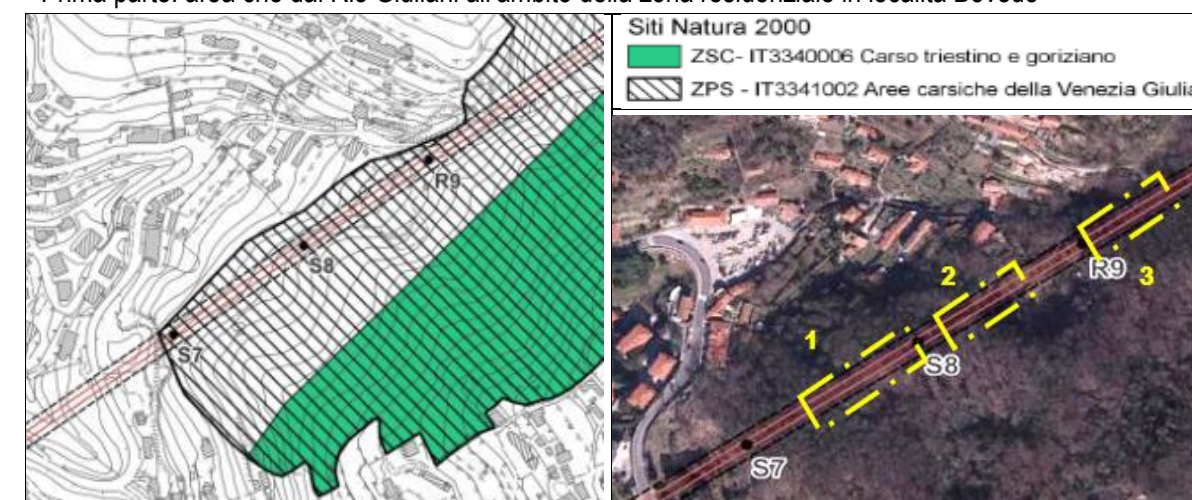 Prima parte: area che dal Rio Giuliani all'ambito della zona residenziale in località Bovedo
Siti Natura 2000
ZSC- IT3340006 Carso triestino e goriziano
ZPS - IT3341002 Aree carsiche della Venezia Giulia
R9
S8
S7
1
2
3
R9
S8
S7